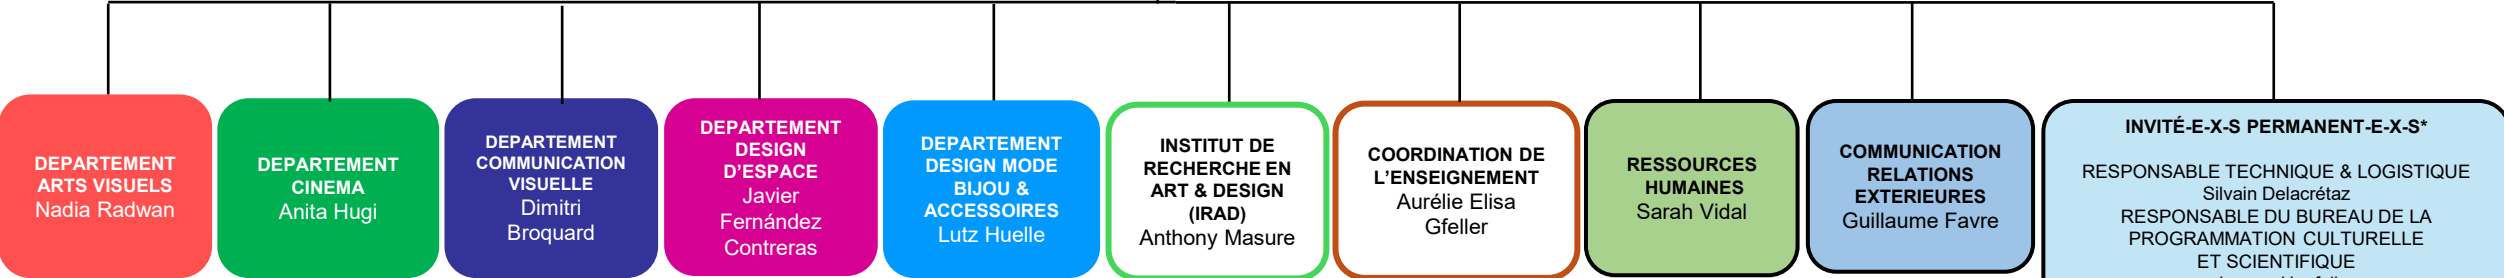 DEPARTEMENT
ARTS VISUELS
Nadia Radwan
DEPARTEMENT
CINEMA
Anita Hugi
DEPARTEMENT
COMMUNICATION
VISUELLE
Dimitri
Broquard
DEPARTEMENT
DESIGN
D'ESPACE
Javier
Fernández
Contreras
DEPARTEMENT
DESIGN MODE
BIJOU &
ACCESSOIRES
Lutz Huelle
INSTITUT DE
RECHERCHE EN
ART & DESIGN
(IRAD)
Anthony Masure
COORDINATION DE
L'ENSEIGNEMENT
Aurélie Elisa
Gfeller
RESSOURCES
HUMAINES
Sarah Vidal
COMMUNICATION
RELATIONS
EXTERIEURES
Guillaume Favre
INVITÉ-E-X-S PERMANENT-E-X-S*
RESPONSABLE TECHNIQUE & LOGISTIQUE
Silvain Delacrétaz
RESPONSABLE DU BUREAU DE LA
PROGRAMMATION CULTURELLE
ET SCIENTIFIQUE